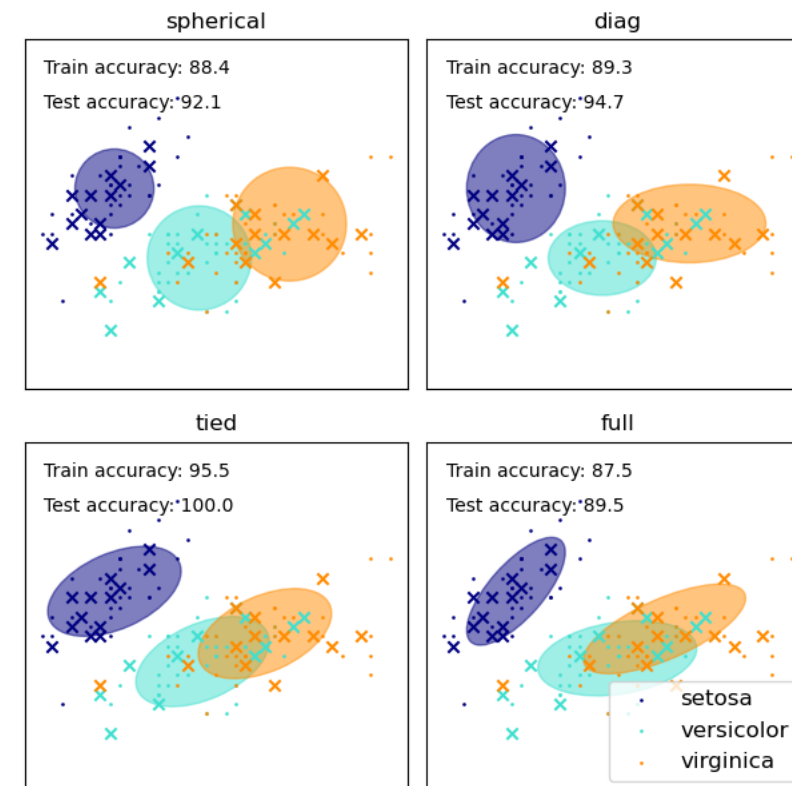 spherical
Train accuracy: 88.4
Test accuracy: 92.1
diag
Train accuracy: 89.3
Test accuracy: 94.7
tied
Train accuracy: 95.5
Test accuracy: 100.0
full
Train accuracy: 87.5
Test accuracy: 89.5
setosa
versicolor
virginica